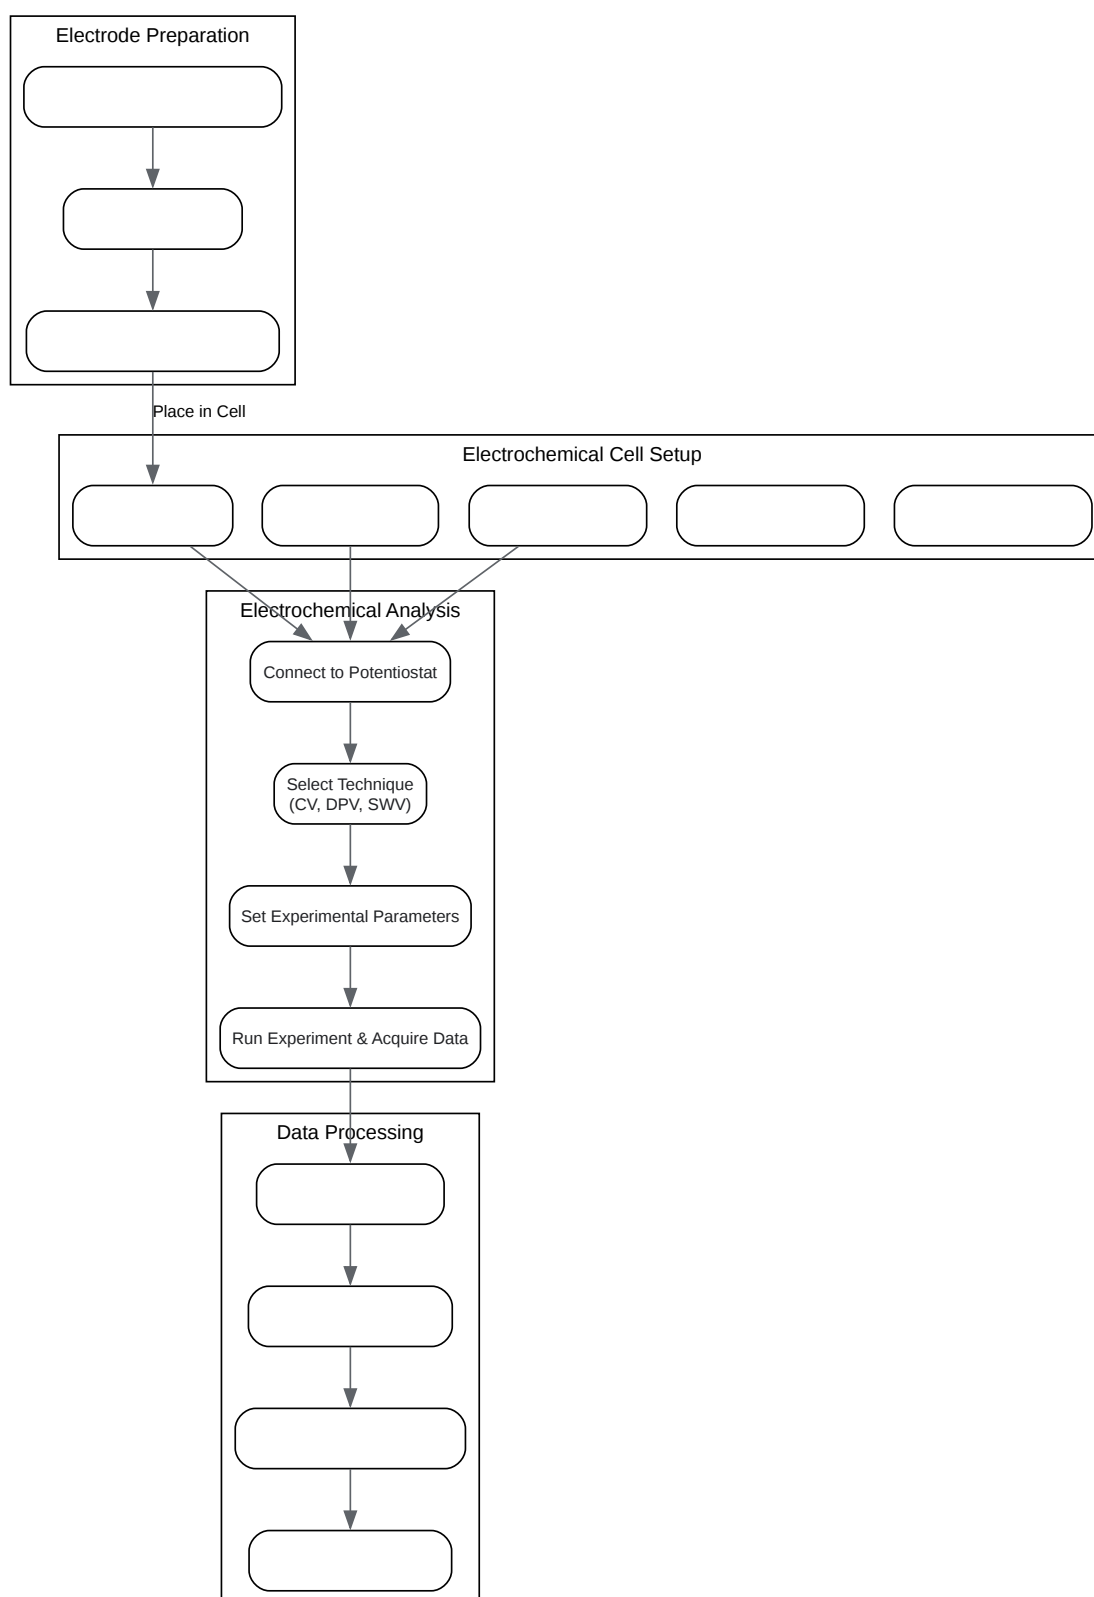 Electrode Preparation
Place in Cell
Electrochemical Cell Setup
Electrochemical Analysis
Connect to Potentiostat
Select Technique
(CV, DPV, SWV)
Set Experimental Parameters
Run Experiment & Acquire Data
Data Processing